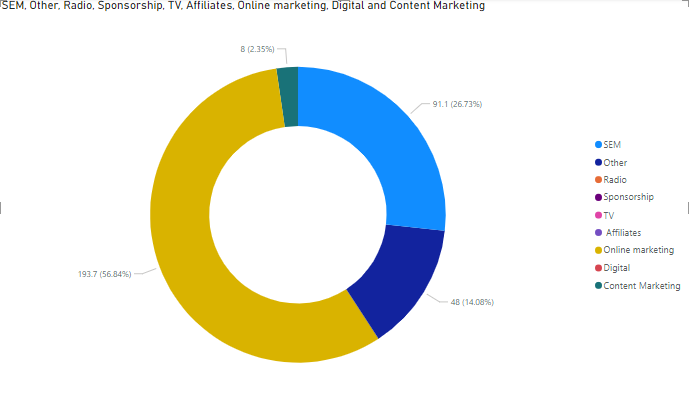 SEM, Other, Radio, Sponsorship, TV, Affiliates, Online marketing, Digital and Content Marketing
8 (2.35%)
91.1 (26.73%)
193.7 (56.84%)
48 (14.08%)
SEM
Other
Radio
Sponsorship
TV
Affiliates
Online marketing
Digital
Content Marketing